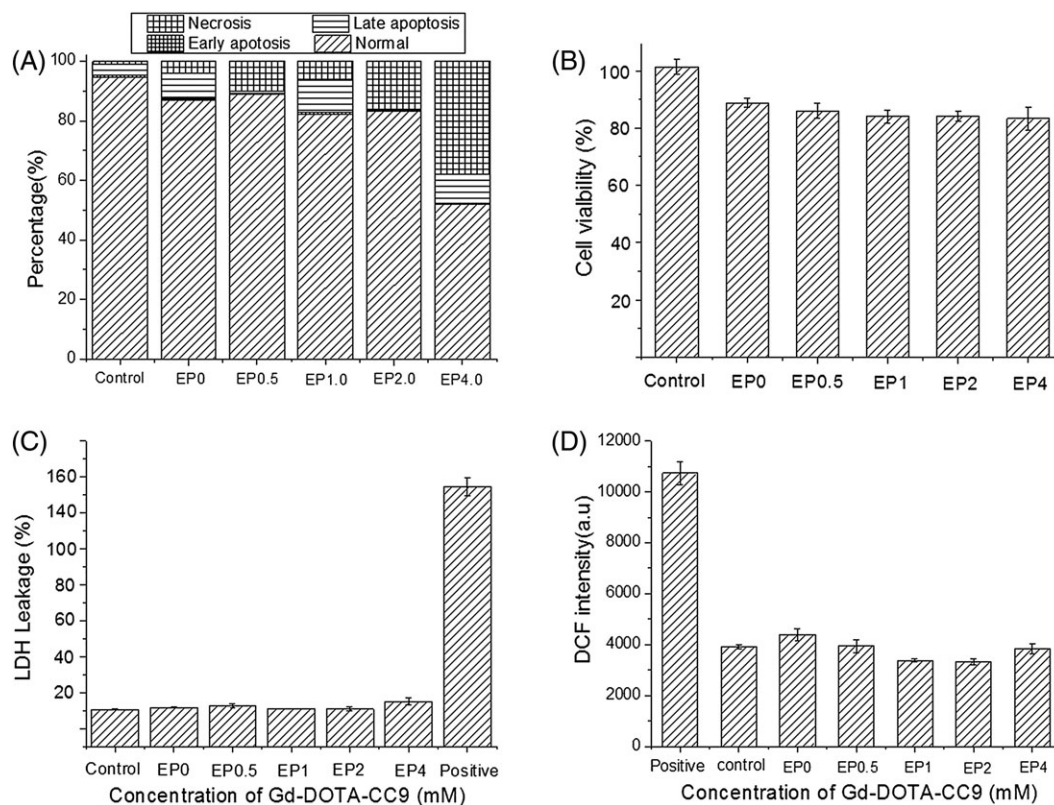 Necrosis Late apoptosis
Early apotosis Normal
(A)
Percentage(%)
100
80
60
40
20
0
Control EP0 EP0.5 EP1.0 EP2.0 EP4.0
(B)
Cell vialbility (%)
100
80
60
40
20
Control EP0 EP0.5 EP1 EP2 EP4
(C)
LDH Leakage (%)
160
140
100
80
60
40
20
Control EP0 EP0.5 EP1 EP2 EP4 Positive
Concentration of Gd-DOTA-CC9 (mM)
(D)
DCF intensity(a.u)
12000
10000
8000
6000
4000
2000
0
Positive control EP0 EP0.5 EP1 EP2 EP4
Concentration of Gd-DOTA-CC9 (mM)